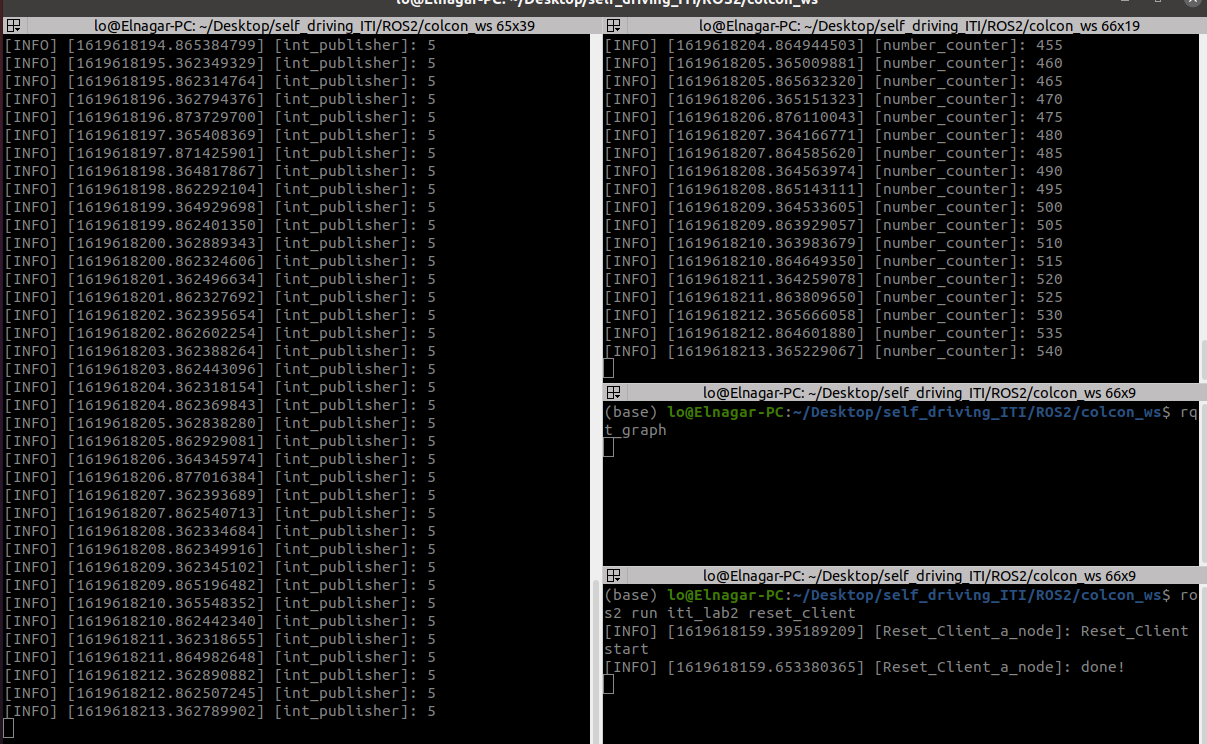 lo@Elnagar-PC: ~/Desktop/self_driving_ITI/ROS2/colcon_ws
lo@Elnagar-PC: ~/Desktop/self_driving_ITI/ROS2/colcon_ws 65x39
[INFO] [1619618194.865384799] [int_publisher]: 5
[INFO] [1619618195.362349329] [int_publisher]: 5
[INFO] [1619618195.862314764] [int_publisher]: 5
[INFO] [1619618196.362794376] [int_publisher]: 5
[INFO] [1619618196.873729700] [int_publisher]: 5
[INFO] [1619618197.365408369] [int_publisher]: 5
[INFO] [1619618197.871425901] [int_publisher]: 5
[INFO] [1619618198.364817867] [int_publisher]: 5
[INFO] [1619618198.862292104] [int_publisher]: 5
[INFO] [1619618199.364929698] [int_publisher]: 5
[INFO] [1619618199.862401350] [int_publisher]: 5
[INFO] [1619618200.362889343] [int_publisher]: 5
[INFO] [1619618200.862324606] [int_publisher]: 5
[INFO] [1619618201.362496634] [int_publisher]: 5
[INFO] [1619618201.862327692] [int_publisher]: 5
[INFO] [1619618202.362395654] [int_publisher]: 5
[INFO] [1619618202.862602254] [int_publisher]: 5
[INFO] [1619618203.362388264] [int_publisher]: 5
[INFO] [1619618203.862443096] [int_publisher]: 5
[INFO] [1619618204.362318154] [int_publisher]: 5
[INFO] [1619618204.862369843] [int_publisher]: 5
[INFO] [1619618205.362838280] [int_publisher]: 5
[INFO] [1619618205.862929081] [int_publisher]: 5
[INFO] [1619618206.364345974] [int_publisher]: 5
[INFO] [1619618206.877016384] [int_publisher]: 5
[INFO] [1619618207.362393689] [int_publisher]: 5
[INFO] [1619618207.862540713] [int_publisher]: 5
[INFO] [1619618208.362334684] [int_publisher]: 5
[INFO] [1619618208.862349916] [int_publisher]: 5
[INFO] [1619618209.362345102] [int_publisher]: 5
[INFO] [1619618209.865196482] [int_publisher]: 5
[INFO] [1619618210.365548352] [int_publisher]: 5
[INFO] [1619618210.862442340] [int_publisher]: 5
[INFO] [1619618211.362318655] [int_publisher]: 5
[INFO] [1619618211.864982648] [int_publisher]: 5
[INFO] [1619618212.362890882] [int_publisher]: 5
[INFO] [1619618212.862507245] [int_publisher]: 5
[INFO] [1619618213.362789902] [int_publisher]: 5
lo@Elnagar-PC: ~/Desktop/self_driving_ITI/ROS2/colcon_ws 66x19
[INFO] [1619618204.864944503] [number_counter]: 455
[INFO] [1619618205.365009881] [number_counter]: 460
[INFO] [1619618205.865632320] [number_counter]: 465
[INFO] [1619618206.365151323] [number_counter]: 470
[INFO] [1619618206.876110043] [number_counter]: 475
[INFO] [1619618207.364166771] [number_counter]: 480
[INFO] [1619618207.864585620] [number_counter]: 485
[INFO] [1619618208.364563974] [number_counter]: 490
[INFO] [1619618208.865143111] [number_counter]: 495
[INFO] [1619618209.364533605] [number_counter]: 500
[INFO] [1619618209.863929057] [number_counter]: 505
[INFO] [1619618210.363983679] [number_counter]: 510
[INFO] [1619618210.864649350] [number_counter]: 515
[INFO] [1619618211.364259078] [number_counter]: 520
[INFO] [1619618211.863809650] [number_counter]: 525
[INFO] [1619618212.365666058] [number_counter]: 530
[INFO] [1619618212.864601880] [number_counter]: 535
[INFO] [1619618213.365229067] [number_counter]: 540
lo@Elnagar-PC: ~/Desktop/self_driving_ITI/ROS2/colcon_ws 66x9
(base) lo@Elnagar-PC:~/Desktop/self_driving_ITI/ROS2/colcon_ws$ rq
t_graph
lo@Elnagar-PC: ~/Desktop/self_driving_ITI/ROS2/colcon_ws 66x9
(base) lo@Elnagar-PC:~/Desktop/self_driving_ITI/ROS2/colcon_ws$ ro
s2 run iti_lab2 reset_client
[INFO] [1619618159.395189209] [Reset_Client_a_node]: Reset_Client
start
[INFO] [1619618159.653380365] [Reset_Client_a_node]: done!